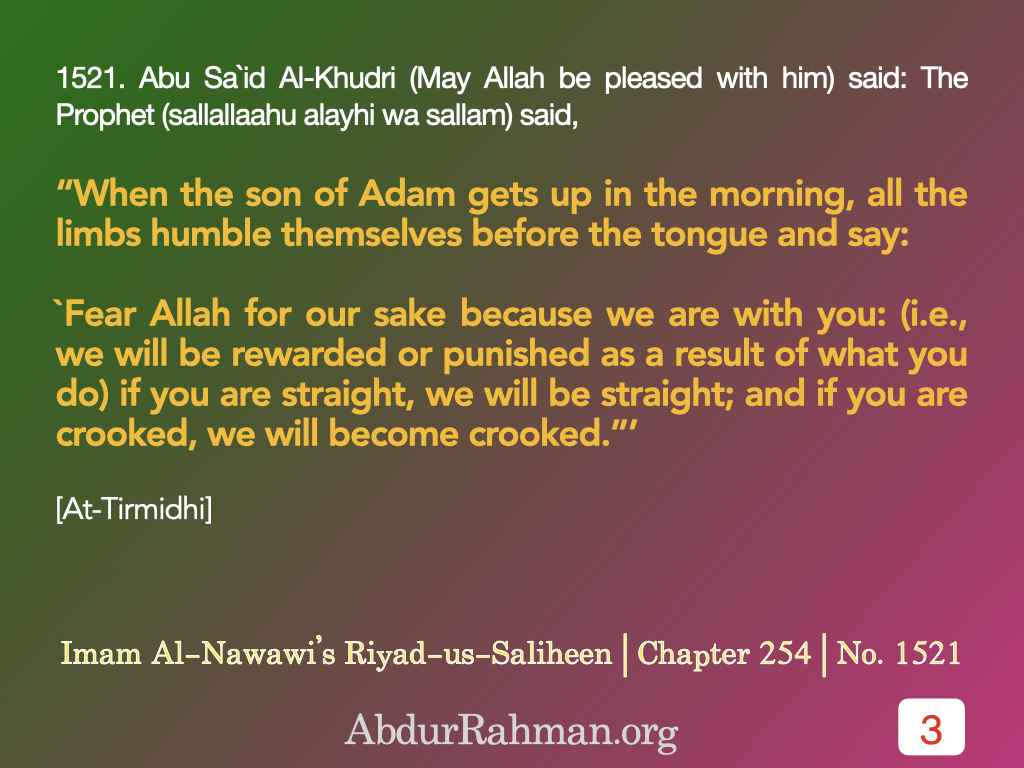 1521. Abu Sa`id Al-Khudri (May Allah be pleased with him) said: The
Prophet (sallallaahu alayhi wa sallam) said,
“When the son of Adam gets up in the morning, all the
limbs humble themselves before the tongue and say:
`Fear Allah for our sake because we are with you: (i.e.,
we will be rewarded or punished as a result of what you
do) if you are straight, we will be straight; and if you are
crooked, we will become crooked.”’
[At-Tirmidhi]
Imam Al-Nawawi’s Riyad-us-Saliheen | Chapter 254 | No. 1521
AbdurRahman.org
3